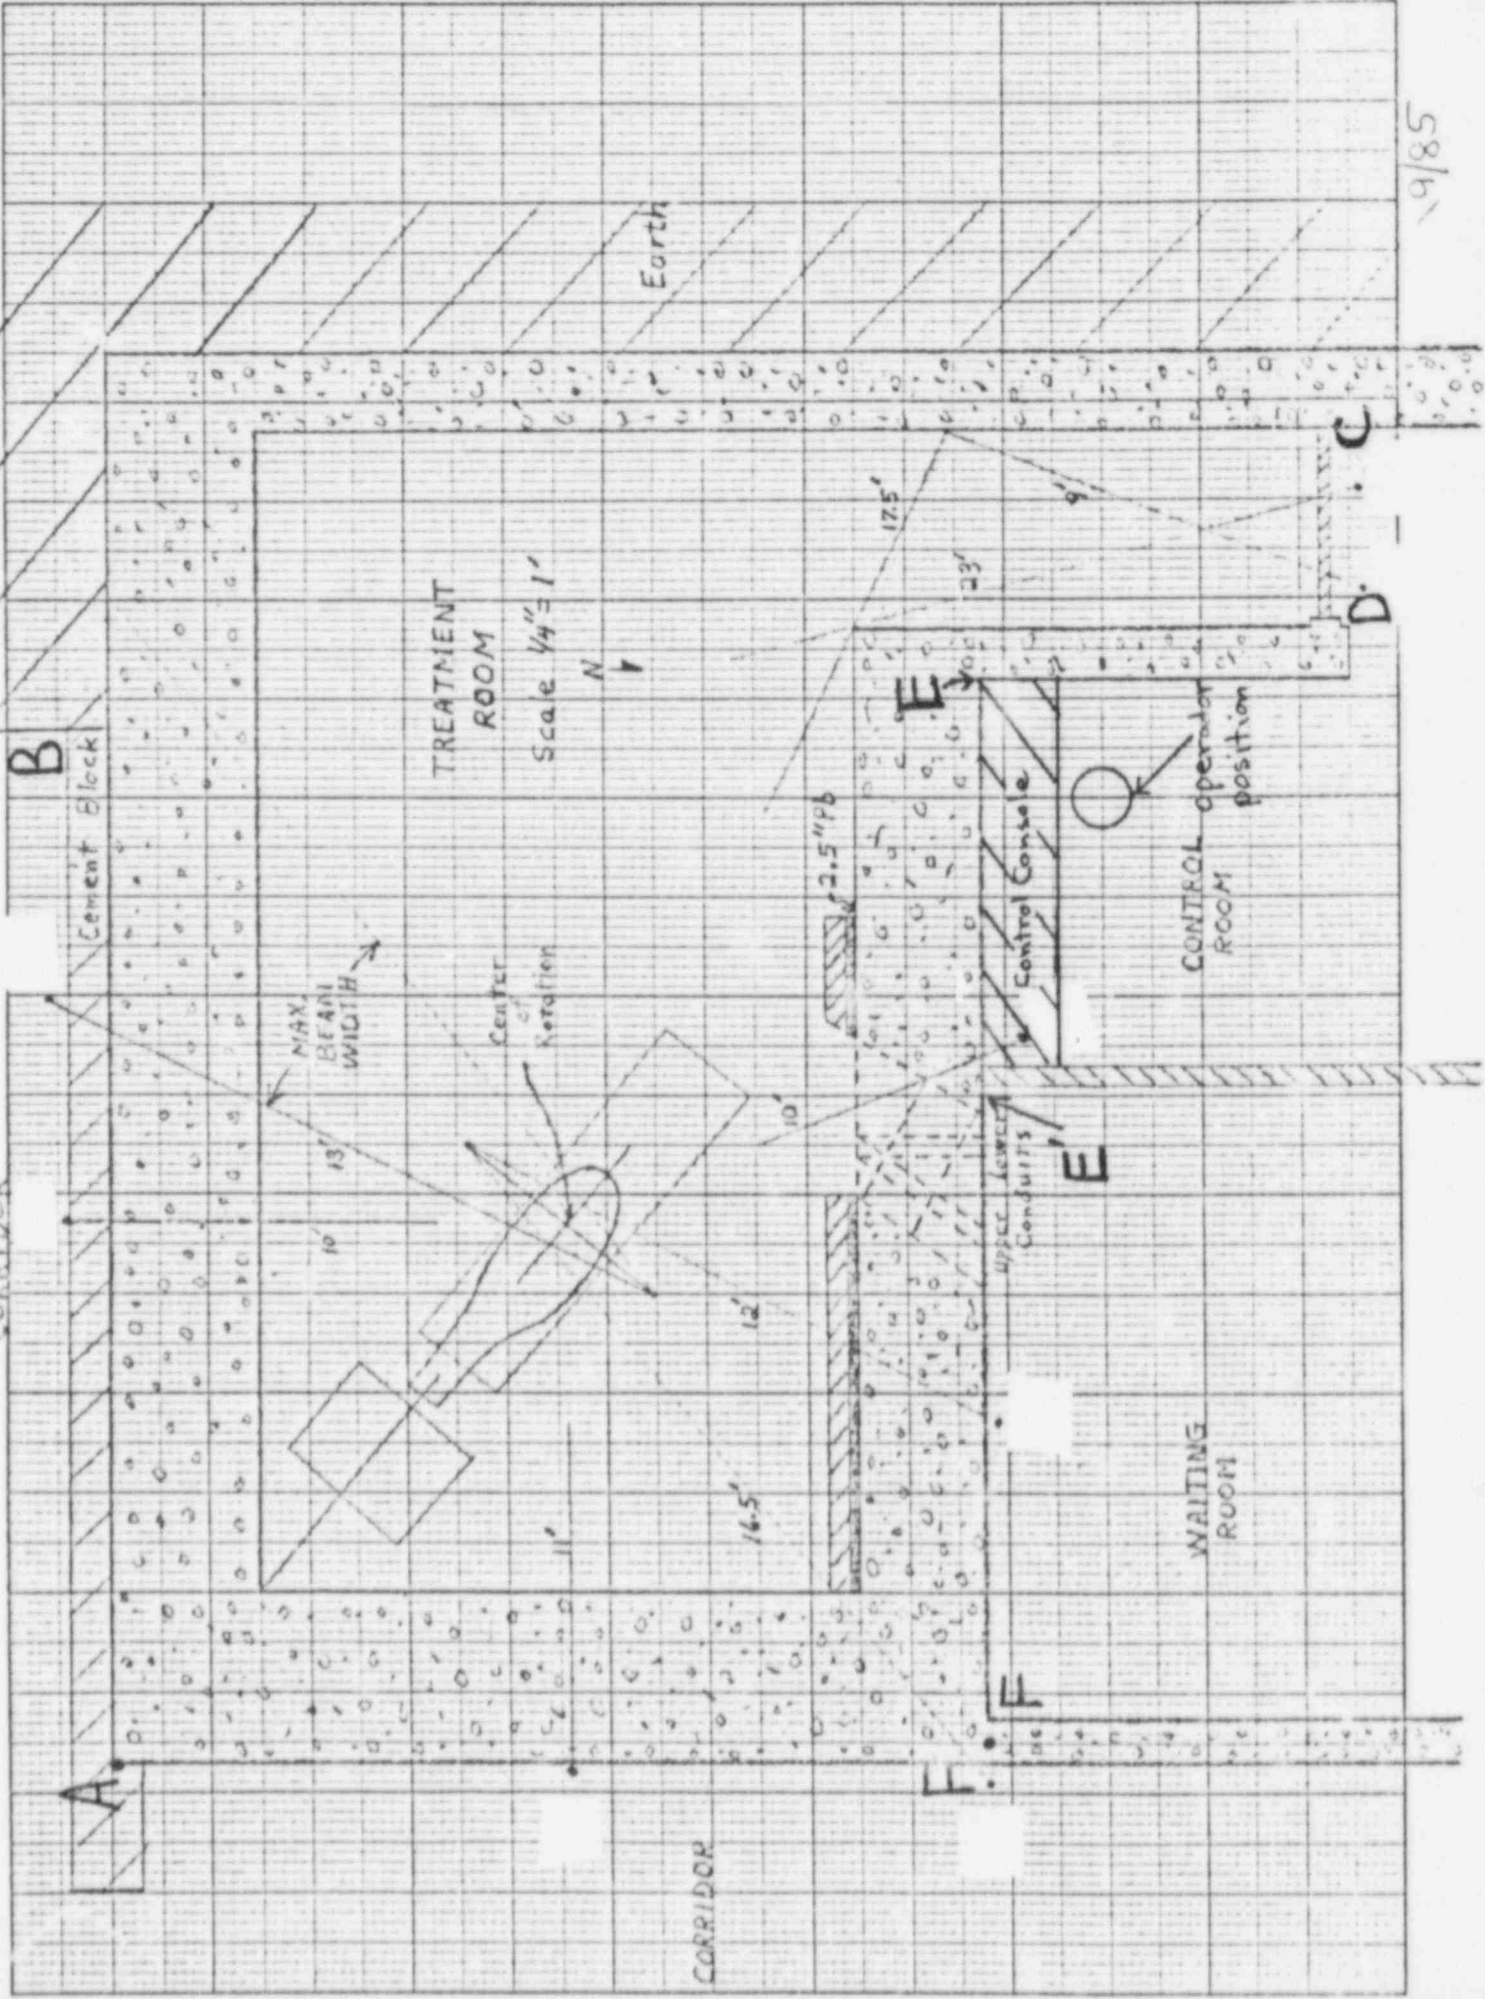 B
Cement Block
A
MAX.
BEAM
WIDTH
13'
10'
TREATMENT
ROOM
Scale 1/4"=1'
N
Earth
Center
of
Rotation
11'
12'
10'
16.5'
2.5"Pb
17.5'
23'
9'
E
C
D
Control Console
operator
position
CONTROL
ROOM
Upper Lower
Conduits
E'
F
F
WAITING
ROOM
CORRIDOR
9/85